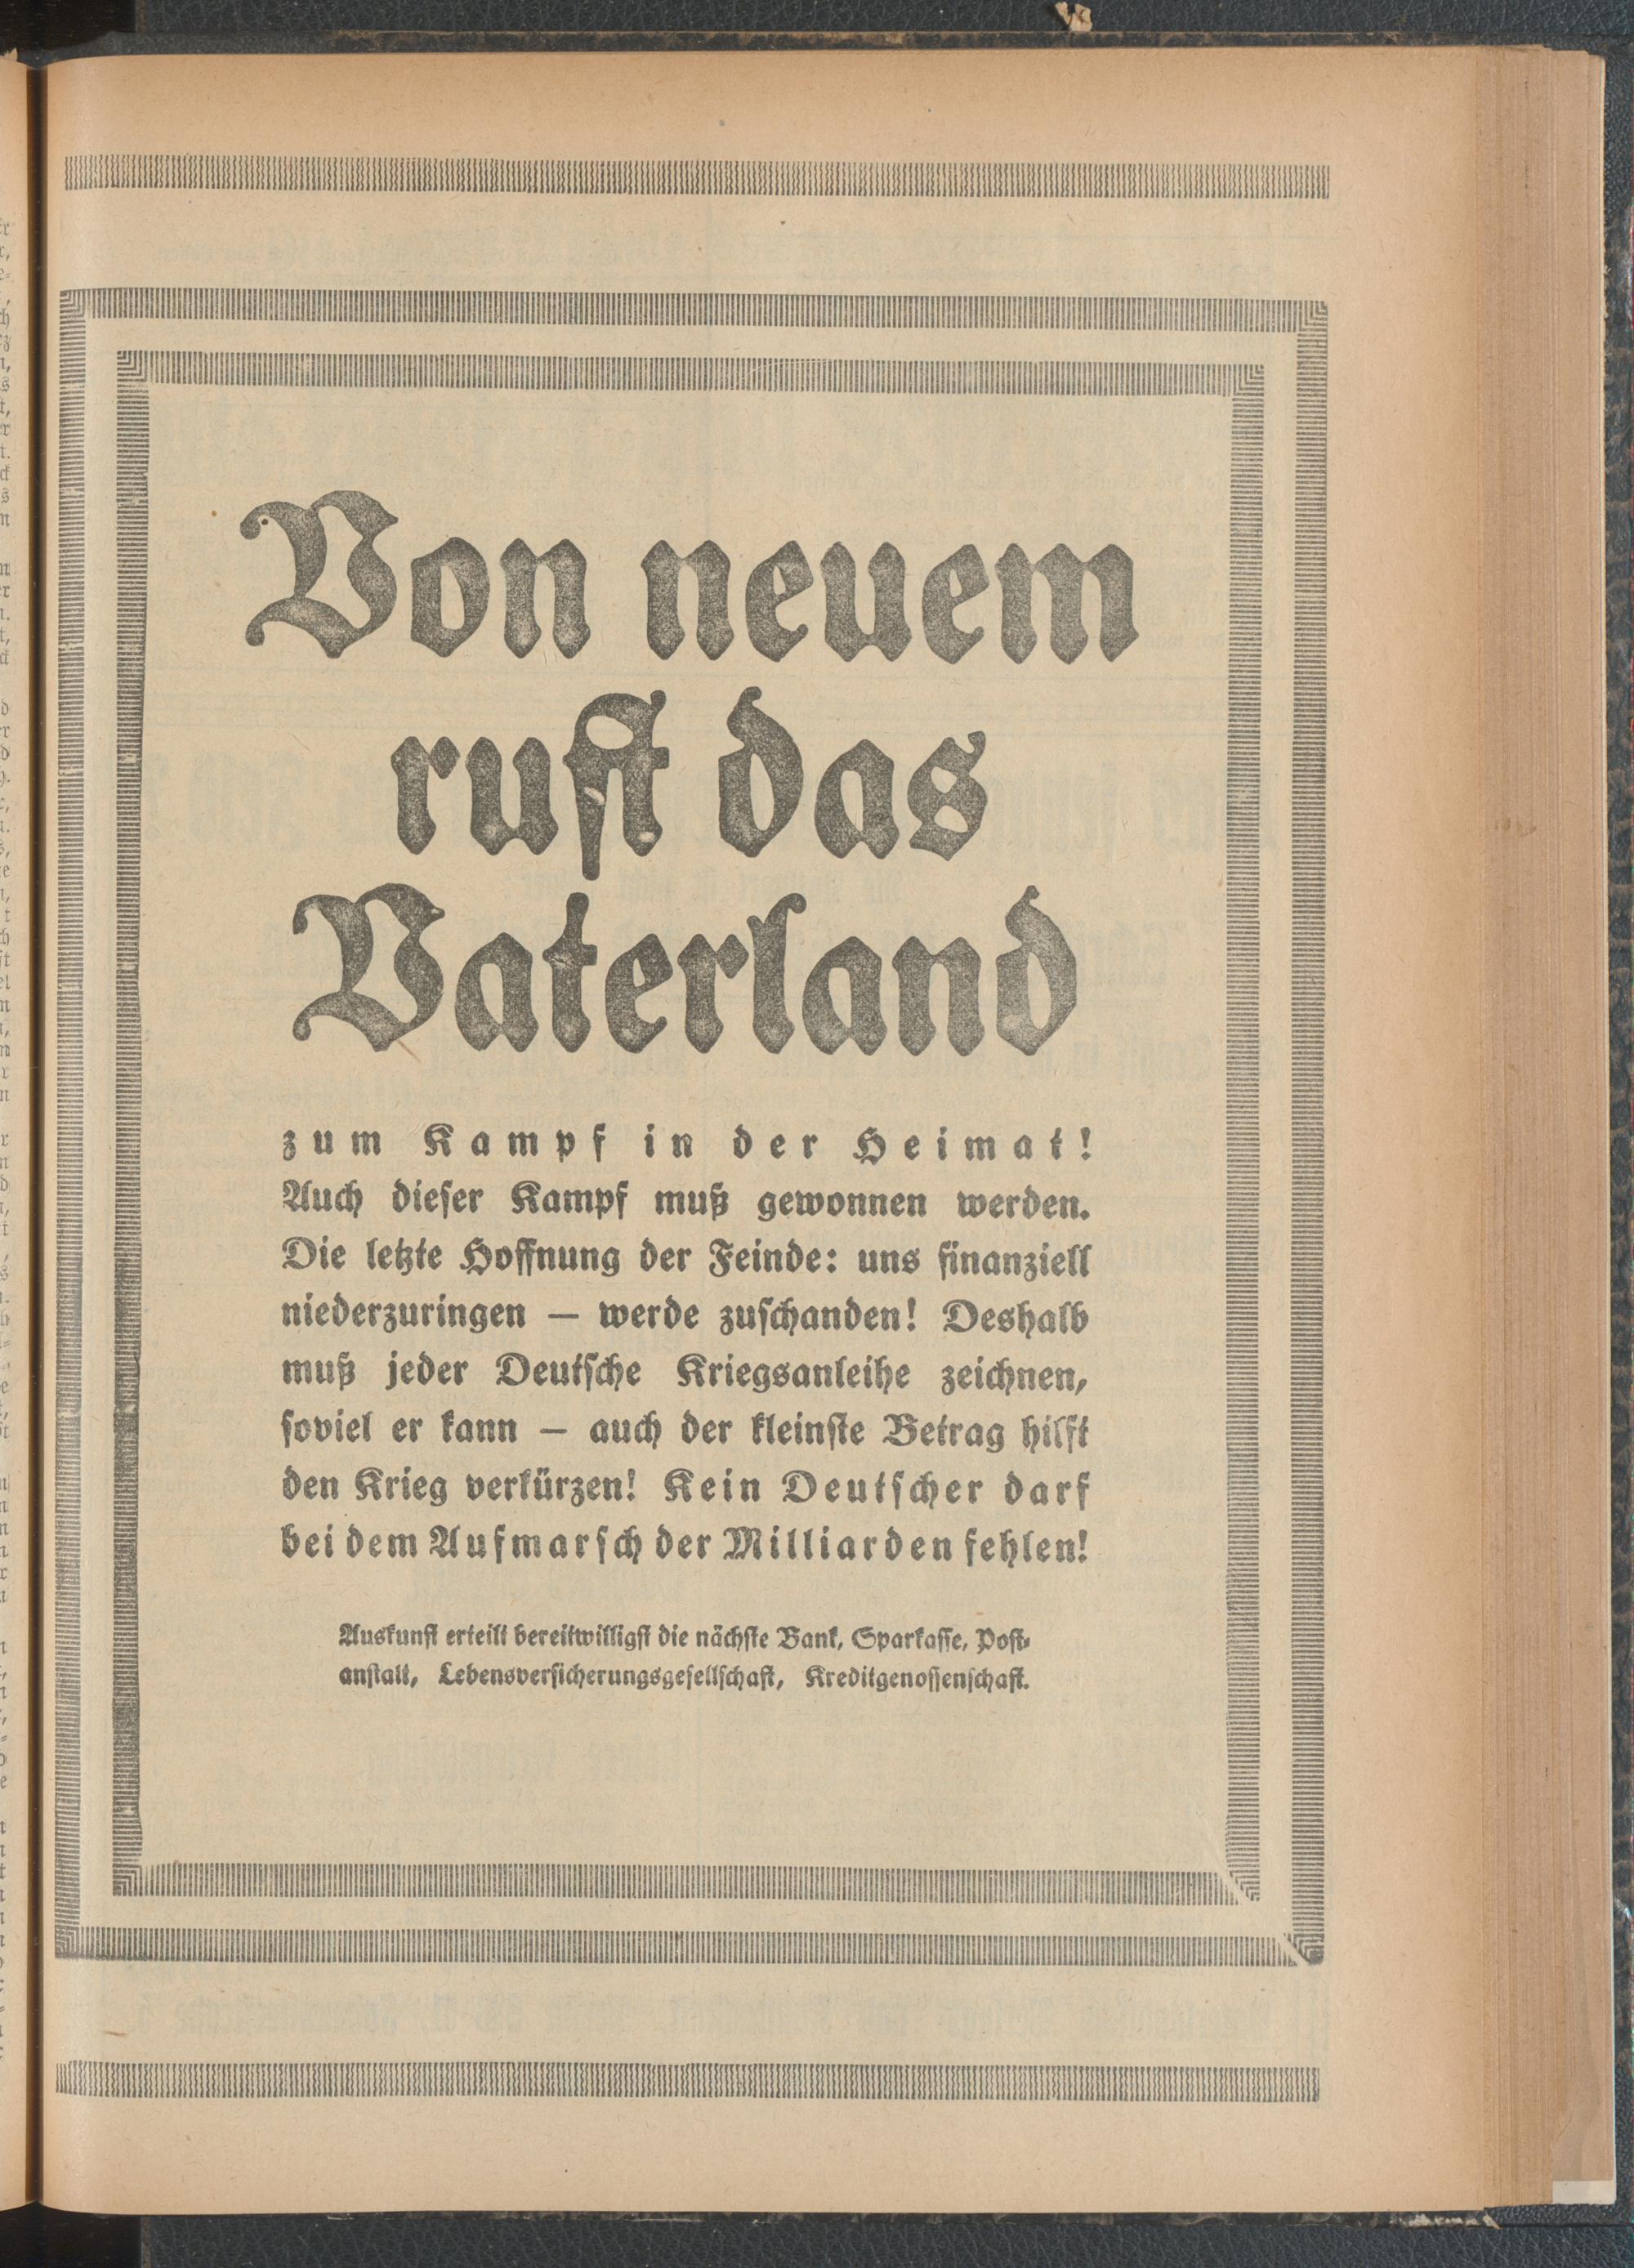 Von neuem
ruft das
Vaterland
zum Kampf in der Heimat!
Auch dieser Kampf muß gewonnen werden.
Die letzte Hoffnung der Feinde: uns finanziell
niederzuringen — werde zuschanden! Deshalb
muß jeder Deutsche Kriegsanleihe zeichnen,
soviel er kann — auch der kleinste Betrag hilft
den Krieg verkürzen! Kein Deutscher darf
bei dem Aufmarsch der Milliarden fehlen!
Auskunft erteilt bereitwilligst die nächste Bank, Sparkasse, Post-
anstalt, Lebensversicherungsgesellschaft, Kreditgenossenschaft.